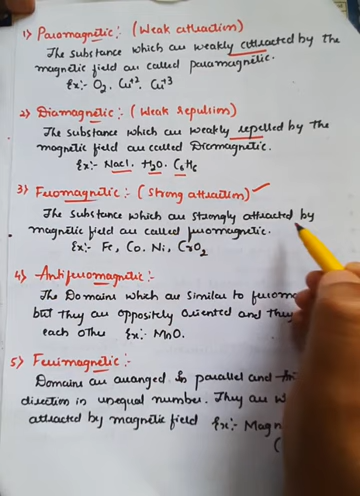 1) Paramagnetic :- (Weak attraction)
The substance which are weakly attracted by the
magnetic field are called paramagnetic.
Ex:- O2, Cu+2, Cu+3
2) Diamagnetic :- (Weak Repulsion)
The substance which are weakly repelled by the
magnetic field are called Diamagnetic.
Ex:- Nacl, H2O, C6H6
3) Ferromagnetic :- (Strong attraction)
The Substance which are strongly attracted by
magnetic field are called ferromagnetic.
Ex:- Fe, Co, Ni, CrO2
4) Antiferromagnetic :-
The Domains which are Similar to
but they are oppositely oriented and they
each other Ex:- MnO.
5) Ferrimagnetic :-
Domains are arranged In parallel and
direction in unequal number. They are
attracted by magnetic field Ex:-